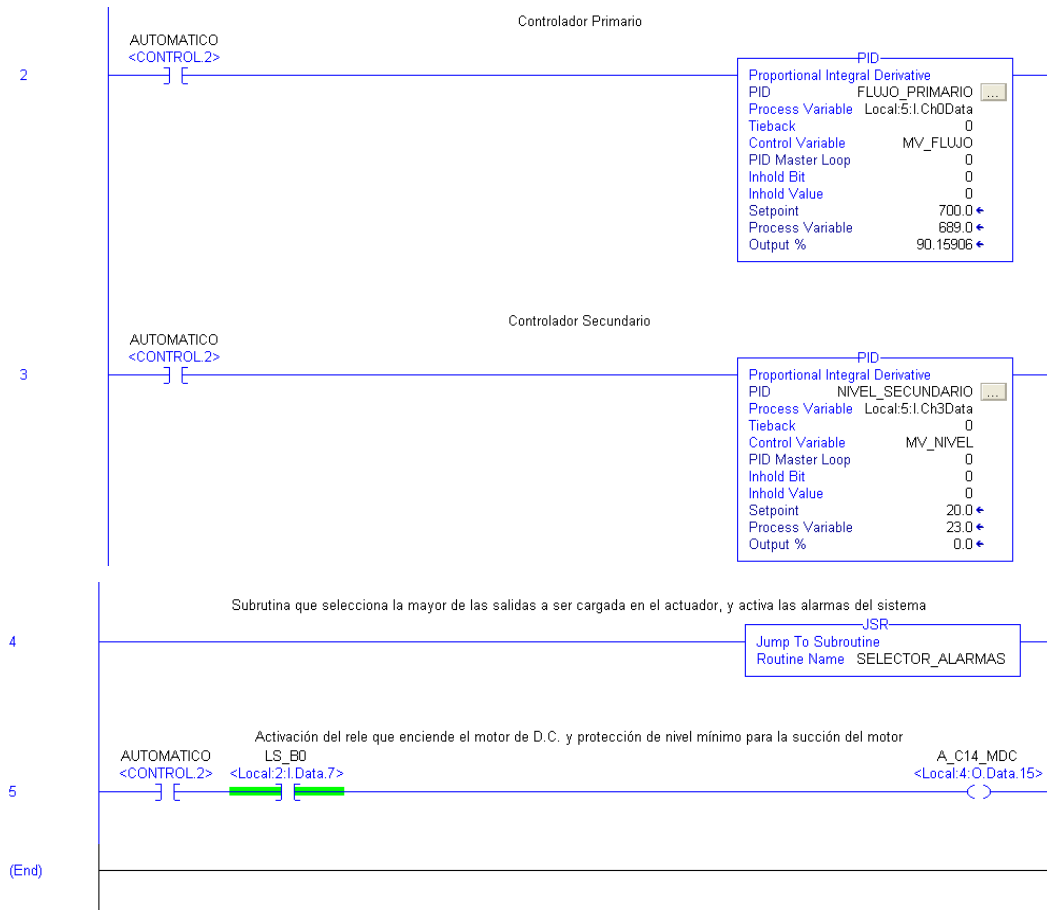 Controlador Primario
AUTOMATICO
<CONTROL.2>
2
PID
Proportional Integral Derivative
PID FLUJO_PRIMARIO ...
Process Variable Local:5:I.Ch0Data
Tieback 0
Control Variable MV_FLUJO
PID Master Loop 0
Inhold Bit 0
Inhold Value 0
Setpoint 700.0
Process Variable 689.0
Output % 90.15906
Controlador Secundario
AUTOMATICO
<CONTROL.2>
3
PID
Proportional Integral Derivative
PID NIVEL_SECUNDARIO ...
Process Variable Local:5:I.Ch3Data
Tieback 0
Control Variable MV_NIVEL
PID Master Loop 0
Inhold Bit 0
Inhold Value 0
Setpoint 20.0
Process Variable 23.0
Output % 0.0
Subrutina que selecciona la mayor de las salidas a ser cargada en el actuador, y activa las alarmas del sistema
4
JSR
Jump To Subroutine
Routine Name SELECTOR_ALARMAS
Activación del rele que enciende el motor de D.C. y protección de nivel mínimo para la succión del motor
AUTOMATICO LS_B0 A_C14_MDC
<CONTROL.2> <Local:2:I.Data.7> <Local:4:O.Data.15>
5
(End)